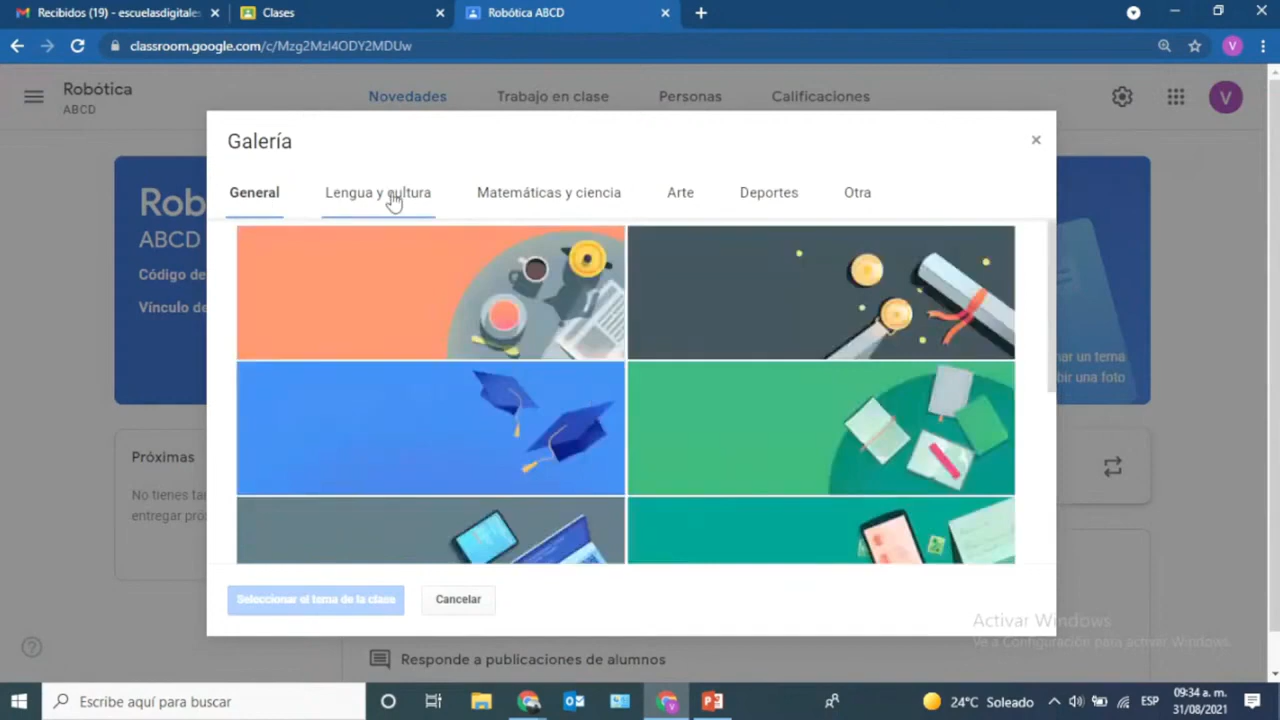 Recibidos (19) - escuelasdigitales
Clases
Robótica ABCD
classroom.google.com/c/Mzg2MzI4ODY2MDUw
V
Robótica
ABCD
Novedades
Trabajo en clase
Personas
Calificaciones
V
Galería
General
Lengua y cultura
Matemáticas y ciencia
Arte
Deportes
Otra
Rob
ABCD
Código de
Vínculo de
nar un tema
bir una foto
Próximas
No tienes ta
entregar pró
Seleccionar el tema de la clase
Cancelar
Activar Windows
Ve a Configuración para activar Windows.
Responde a publicaciones de alumnos
Escribe aquí para buscar
24°C Soleado
ESP
09:34 a. m.
31/08/2021